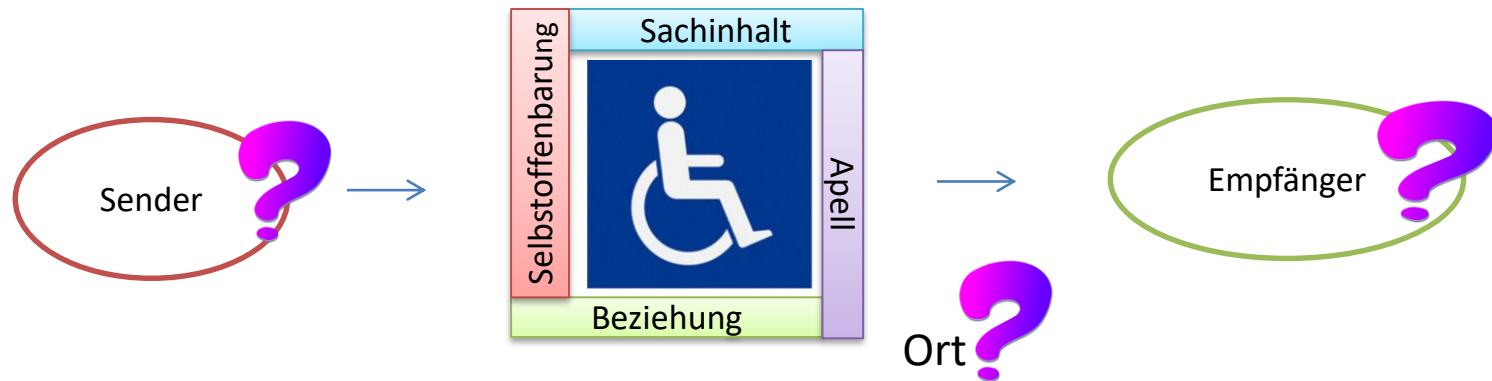 Sachinhalt
Selbstoffenbarung
Sender
?
Apell
Empfänger
?
Beziehung
Ort
?